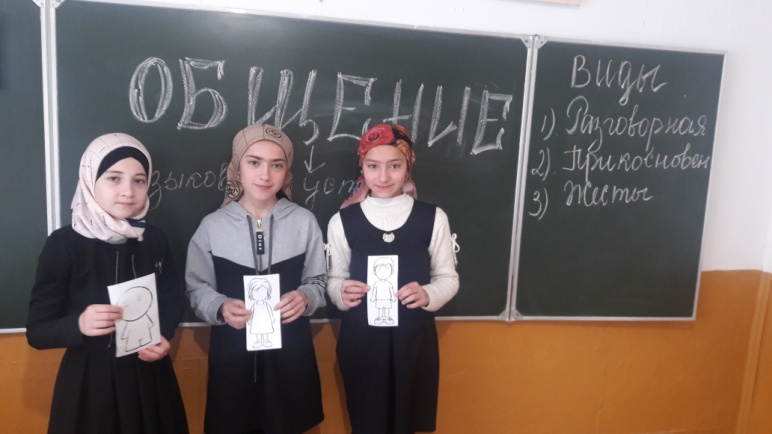 ОБЩЕНИЕ
Виды
1) Разговорная
2) Прикосновен
3) Жесты